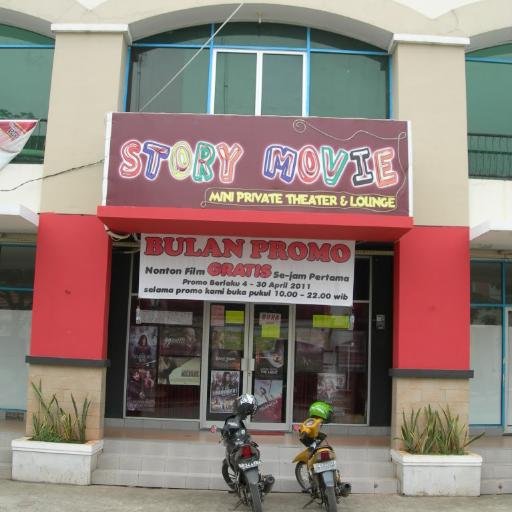 STORY MOVIE
MINI PRIVATE THEATER & LOUNGE
BULAN PROMO
Nonton Film GRATIS Se-jam Pertama
Promo Berlaku 4 - 30 April 2011
selama promo kami buka pukul 10.00 - 22.00 wib
BUKA